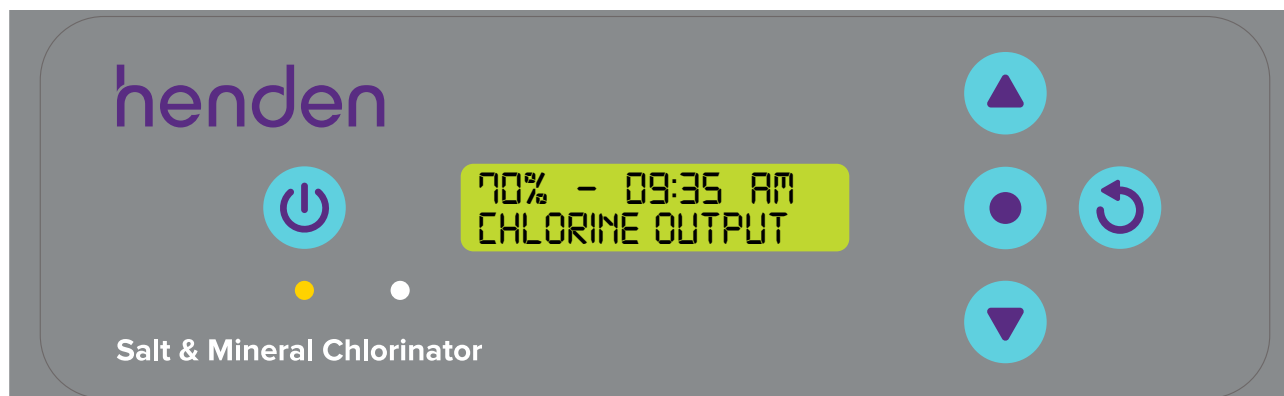 henden
70% - 09:35 AM
CHLORINE OUTPUT
Salt & Mineral Chlorinator